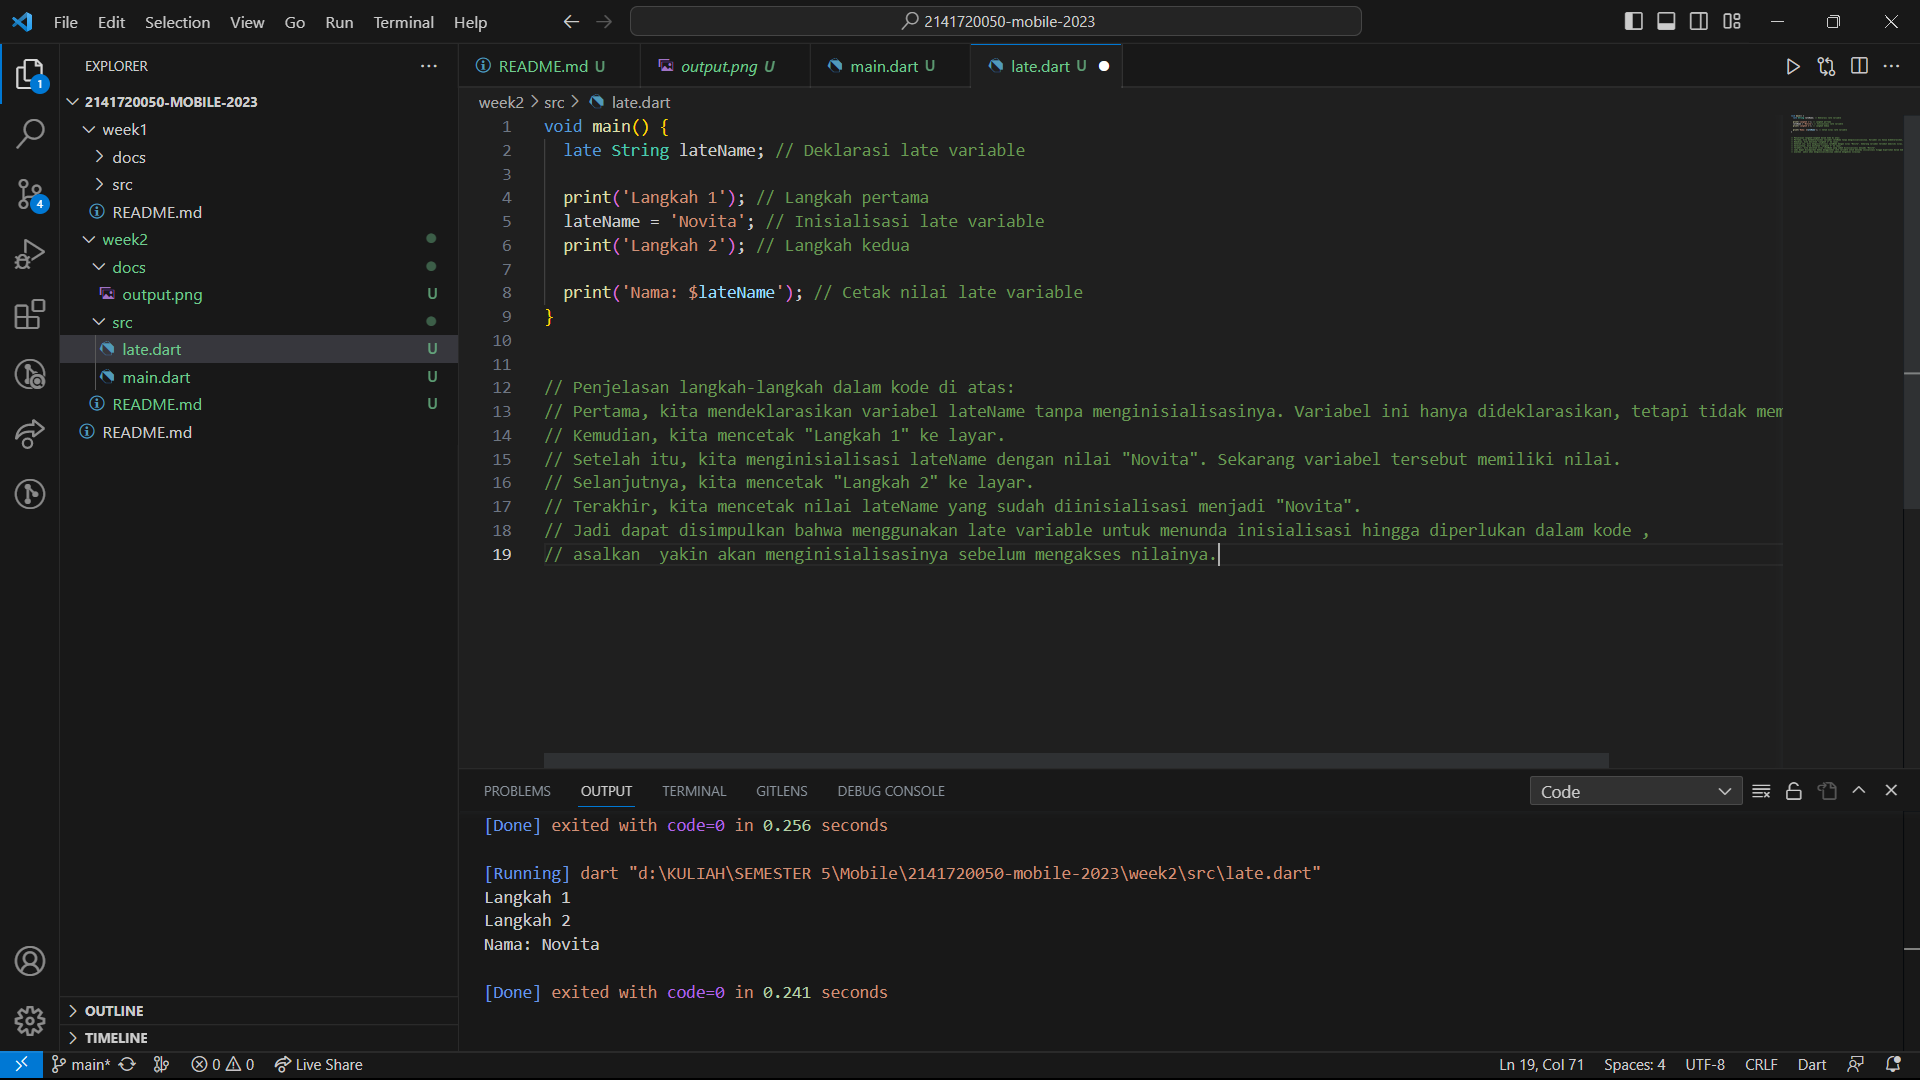 File Edit Selection View Go Run Terminal Help
2141720050-mobile-2023
EXPLORER
2141720050-MOBILE-2023
week1
docs
src
README.md
week2
docs
output.png U
src
late.dart U
main.dart U
README.md U
README.md
OUTLINE
TIMELINE
1
4
README.md U output.png U main.dart U late.dart U
week2 > src > late.dart
1 void main() {
2 late String lateName; // Deklarasi late variable
3
4 print('Langkah 1'); // Langkah pertama
5 lateName = 'Novita'; // Inisialisasi late variable
6 print('Langkah 2'); // Langkah kedua
7
8 print('Nama: $lateName'); // Cetak nilai late variable
9 }
10
11
12 // Penjelasan langkah-langkah dalam kode di atas:
13 // Pertama, kita mendeklarasikan variabel lateName tanpa menginisialisasinya. Variabel ini hanya dideklarasikan, tetapi tidak mem
14 // Kemudian, kita mencetak "Langkah 1" ke layar.
15 // Setelah itu, kita menginisialisasi lateName dengan nilai "Novita". Sekarang variabel tersebut memiliki nilai.
16 // Selanjutnya, kita mencetak "Langkah 2" ke layar.
17 // Terakhir, kita mencetak nilai lateName yang sudah diinisialisasi menjadi "Novita".
18 // Jadi dapat disimpulkan bahwa menggunakan late variable untuk menunda inisialisasi hingga diperlukan dalam kode ,
19 // asalkan  yakin akan menginisialisasinya sebelum mengakses nilainya.
PROBLEMS OUTPUT TERMINAL GITLENS DEBUG CONSOLE
Code
[Done] exited with code=0 in 0.256 seconds
[Running] dart "d:\KULIAH\SEMESTER 5\Mobile\2141720050-mobile-2023\week2\src\late.dart"
Langkah 1
Langkah 2
Nama: Novita
[Done] exited with code=0 in 0.241 seconds
main* 0 0 Live Share
Ln 19, Col 71 Spaces: 4 UTF-8 CRLF Dart